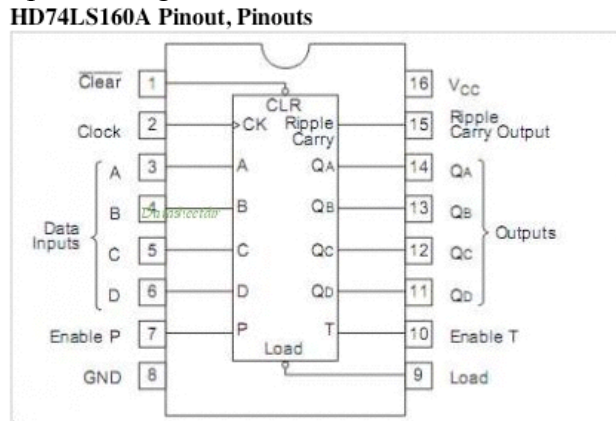 HD74LS160A Pinout, Pinouts
Clear 1 16 VCC
CLR
Clock 2 CK Ripple Carry 15 Ripple Carry Output
A 3 A QA 14 QA
Data Inputs B 4 B QB 13 QB Outputs
C 5 C QC 12 QC
D 6 D QD 11 QD
Enable P 7 P T 10 Enable T
Load
GND 8 9 Load